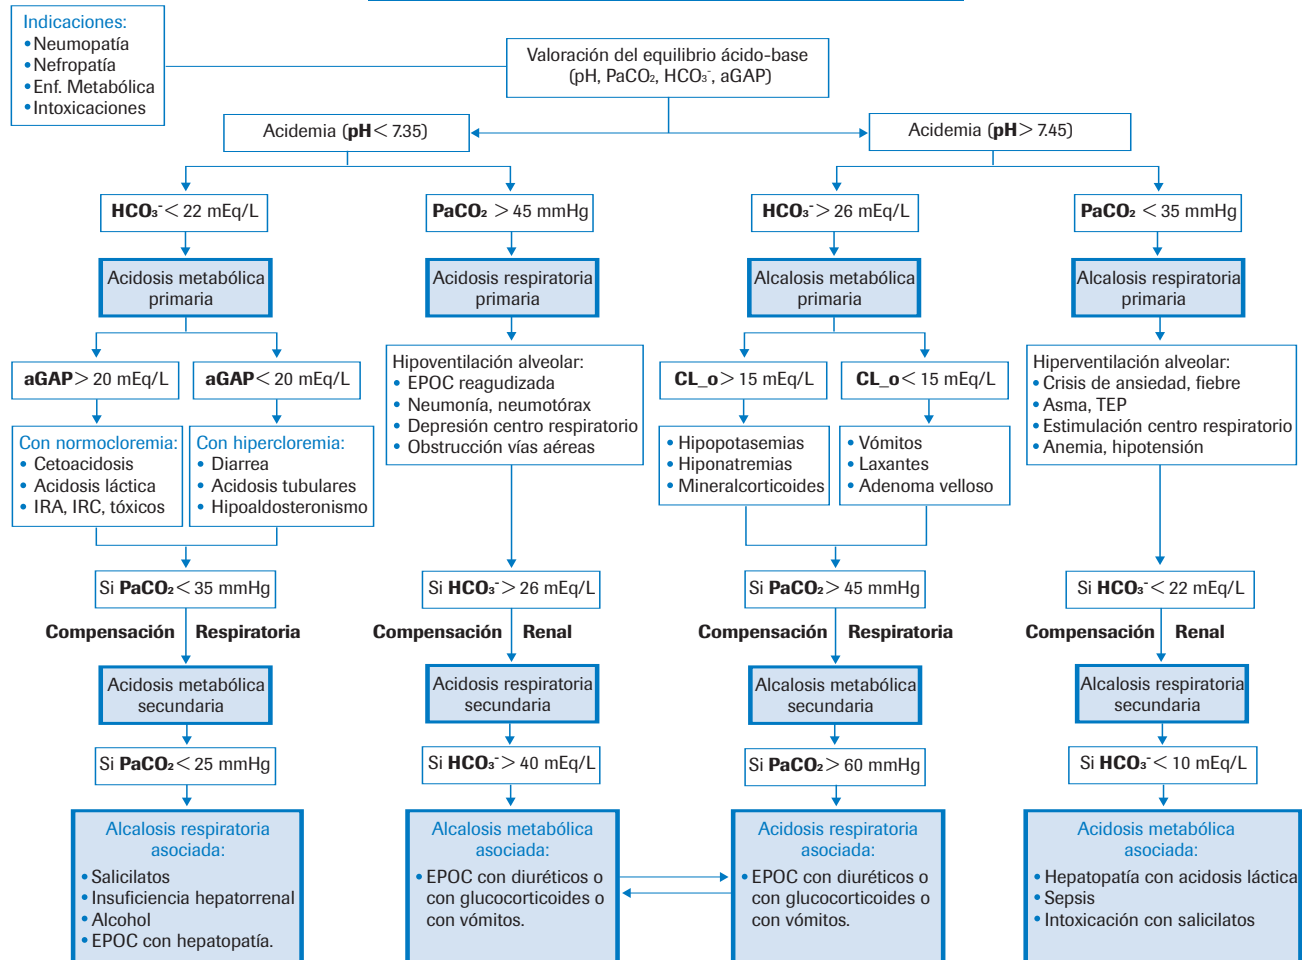 Indicaciones:
• Neumopatía
• Nefropatía
• Enf. Metabólica
• Intoxicaciones
Valoración del equilibrio ácido-base
(pH, PaCO₂, HCO₃⁻, aGAP)
Acidemia (pH < 7.35)
Acidemia (pH > 7.45)
HCO₃⁻ < 22 mEq/L
PaCO₂ > 45 mmHg
HCO₃⁻ > 26 mEq/L
PaCO₂ < 35 mmHg
Acidosis metabólica
primaria
Acidosis respiratoria
primaria
Alcalosis metabólica
primaria
Alcalosis respiratoria
primaria
aGAP > 20 mEq/L
aGAP < 20 mEq/L
Hipoventilación alveolar:
• EPOC reagudizada
• Neumonía, neumotórax
• Depresión centro respiratorio
• Obstrucción vías aéreas
CL_o > 15 mEq/L
CL_o < 15 mEq/L
Hiperventilación alveolar:
• Crisis de ansiedad, fiebre
• Asma, TEP
• Estimulación centro respiratorio
• Anemia, hipotensión
Con normocloremia:
• Cetoacidosis
• Acidosis láctica
• IRA, IRC, tóxicos
Con hipercloremia:
• Diarrea
• Acidosis tubulares
• Hipoaldosteronismo
• Hipopotasemias
• Hiponatremias
• Mineralcorticoides
• Vómitos
• Laxantes
• Adenoma velloso
Si PaCO₂ < 35 mmHg
Si HCO₃⁻ > 26 mEq/L
Si PaCO₂ > 45 mmHg
Si HCO₃⁻ < 22 mEq/L
Compensación Respiratoria
Compensación Renal
Compensación Respiratoria
Compensación Renal
Acidosis metabólica
secundaria
Acidosis respiratoria
secundaria
Alcalosis metabólica
secundaria
Alcalosis respiratoria
secundaria
Si PaCO₂ < 25 mmHg
Si HCO₃⁻ > 40 mEq/L
Si PaCO₂ > 60 mmHg
Si HCO₃⁻ < 10 mEq/L
Alcalosis respiratoria
asociada:
• Salicilatos
• Insuficiencia hepatorrenal
• Alcohol
• EPOC con hepatopatía.
Alcalosis metabólica
asociada:
• EPOC con diuréticos o
con glucocorticoides o
con vómitos.
Acidosis respiratoria
asociada:
• EPOC con diuréticos o
con glucocorticoides o
con vómitos.
Acidosis metabólica
asociada:
• Hepatopatía con acidosis láctica
• Sepsis
• Intoxicación con salicilatos